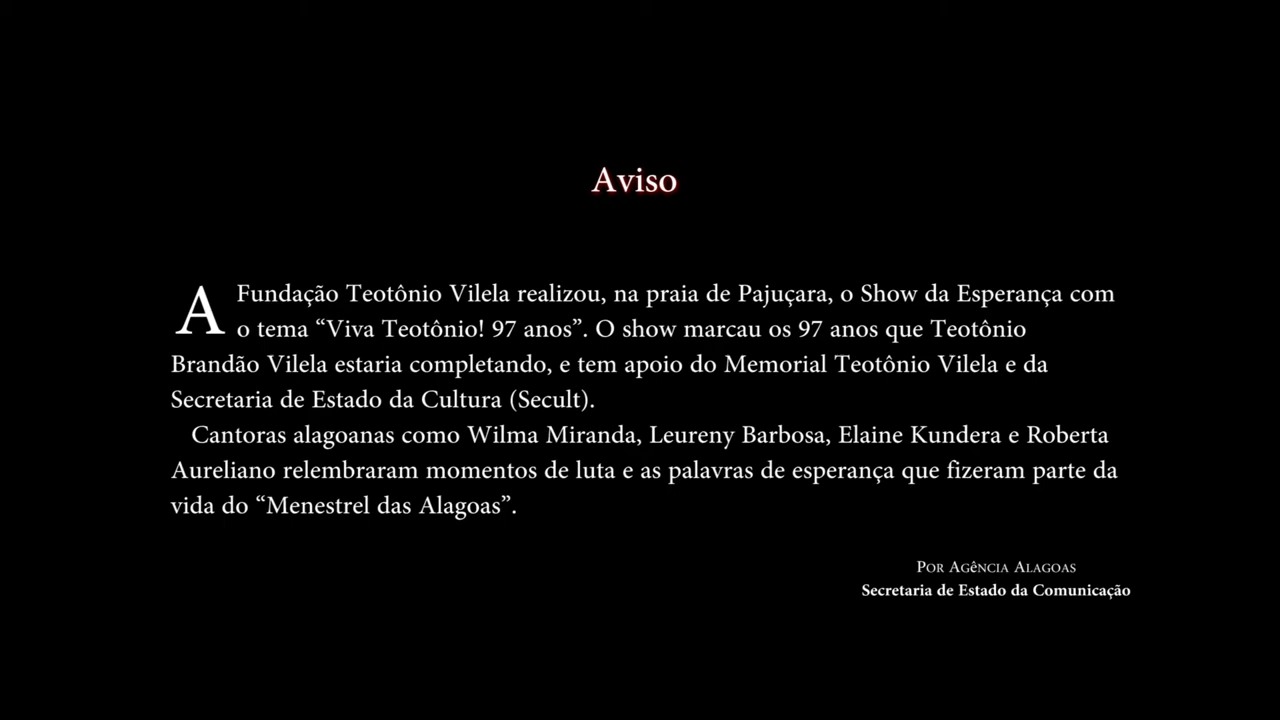 Aviso
A Fundação Teotônio Vilela realizou, na praia de Pajuçara, o Show da Esperança com
o tema “Viva Teotônio! 97 anos”. O show marcau os 97 anos que Teotônio
Brandão Vilela estaria completando, e tem apoio do Memorial Teotônio Vilela e da
Secretaria de Estado da Cultura (Secult).
Cantoras alagoanas como Wilma Miranda, Leureny Barbosa, Elaine Kundera e Roberta
Aureliano relembraram momentos de luta e as palavras de esperança que fizeram parte da
vida do “Menestrel das Alagoas”.
Por Agência Alagoas
Secretaria de Estado da Comunicação